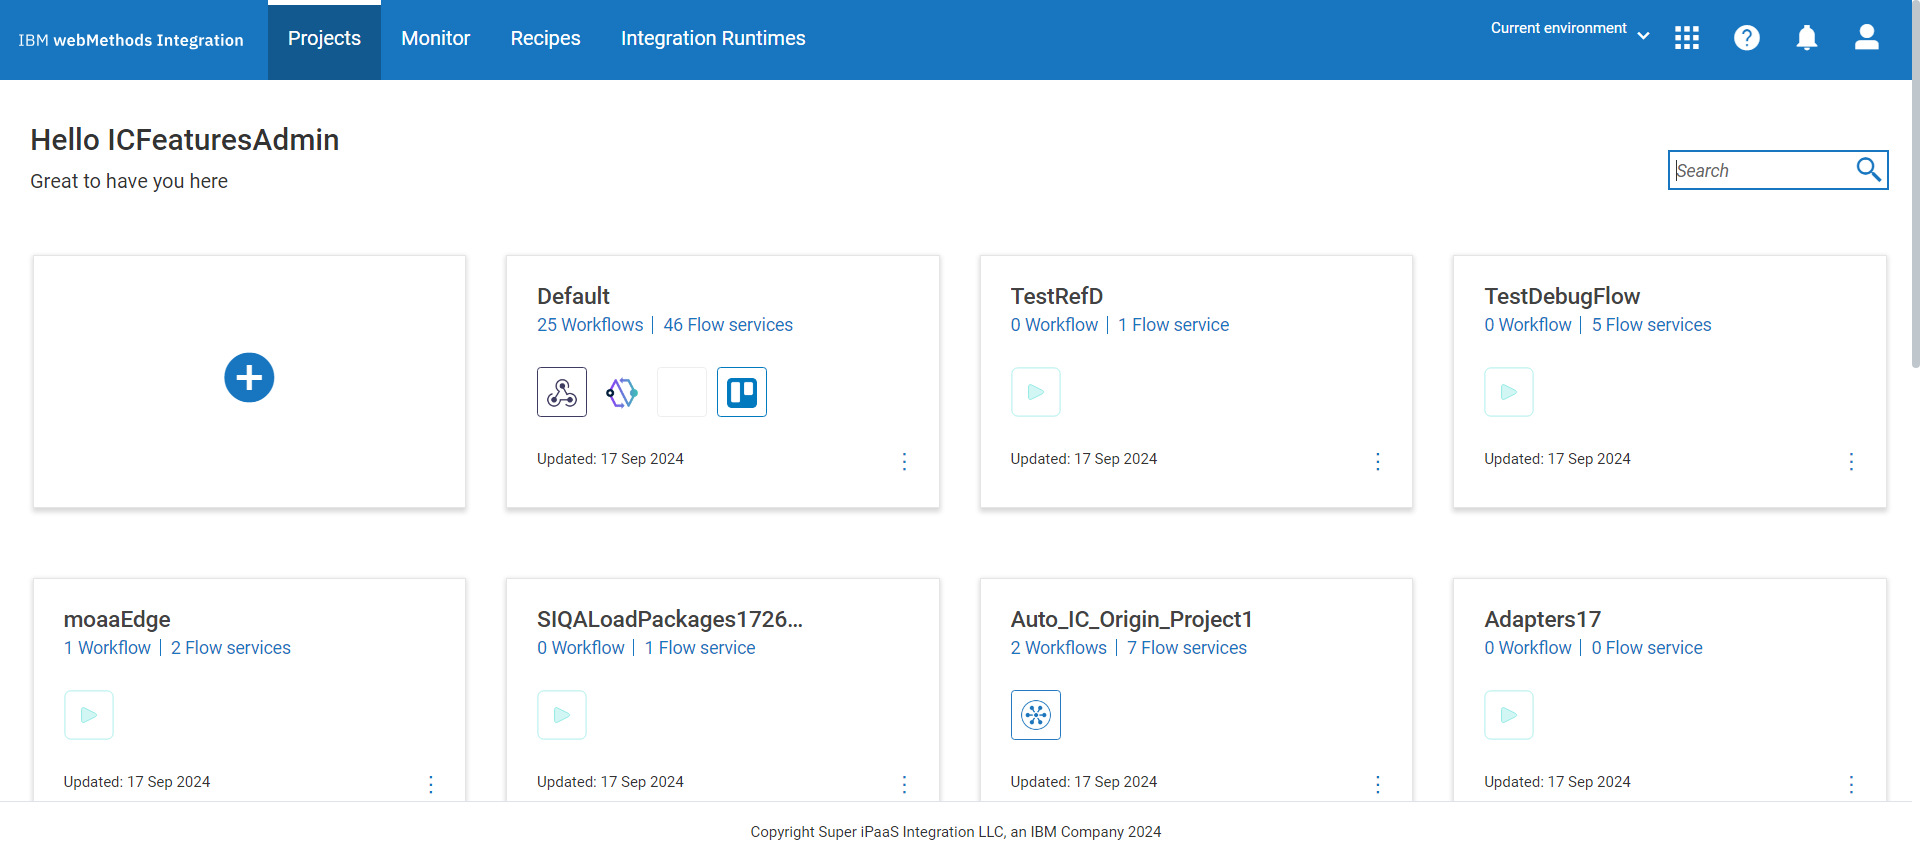 IBM webMethods Integration
Projects
Monitor
Recipes
Integration Runtimes
Current environment
Hello ICFeaturesAdmin
Great to have you here
Search
Default
25 Workflows | 46 Flow services
Updated: 17 Sep 2024
TestRefD
0 Workflow | 1 Flow service
Updated: 17 Sep 2024
TestDebugFlow
0 Workflow | 5 Flow services
Updated: 17 Sep 2024
moaaEdge
1 Workflow | 2 Flow services
Updated: 17 Sep 2024
SIQALoadPackages1726...
0 Workflow | 1 Flow service
Updated: 17 Sep 2024
Auto_IC_Origin_Project1
2 Workflows | 7 Flow services
Updated: 17 Sep 2024
Adapters17
0 Workflow | 0 Flow service
Updated: 17 Sep 2024
Copyright Super iPaaS Integration LLC, an IBM Company 2024